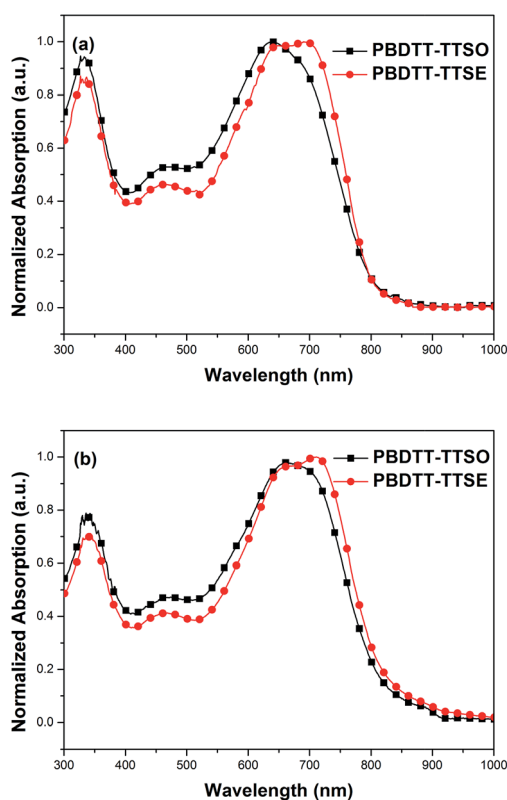 (a)
PBDTT-TTSO
PBDTT-TTSE
Normalized Absorption (a.u.)
1.0
0.8
0.6
0.4
0.2
0.0
300 400 500 600 700 800 900 1000
Wavelength (nm)
(b)
PBDTT-TTSO
PBDTT-TTSE
Normalized Absorption (a.u.)
1.0
0.8
0.6
0.4
0.2
0.0
300 400 500 600 700 800 900 1000
Wavelength (nm)